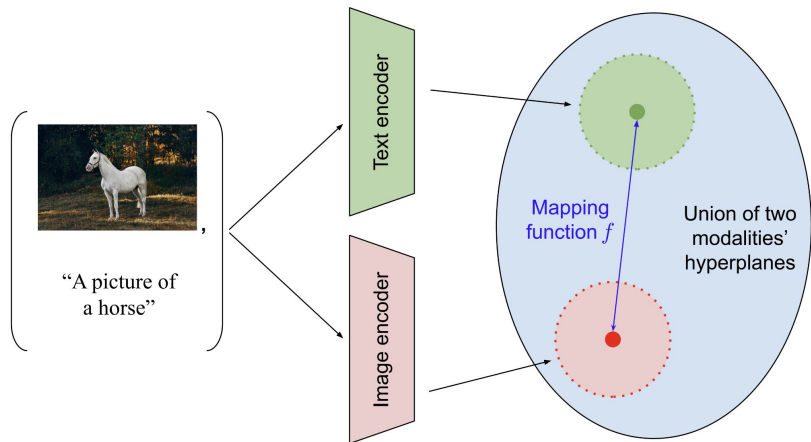 ,
“A picture of
a horse”
Text encoder
Image encoder
Mapping
function f
Union of two
modalities’
hyperplanes